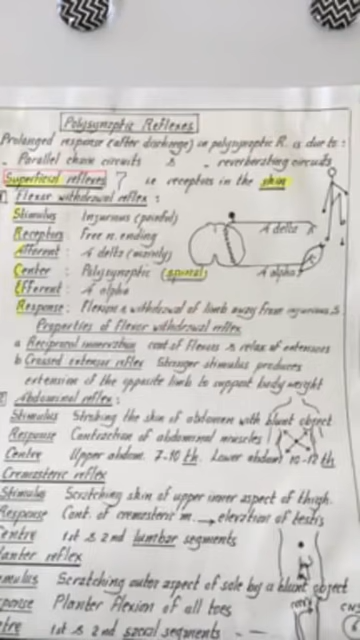 Polysynaptic Reflexes
Prolonged response (after discharge) in polysynaptic R. is due to:
- Parallel chain circuits & - reverberating circuits
Superficial reflexes ? ie receptors in the skin
Flexor withdrawal reflex:
Stimulus : Injurious (painful)
Receptors : Free n. ending
Afferent : A delta (mainly)
A delta
Center : Polysynaptic (spinal)
Efferent : A alpha
A alpha
Response : Flexion & withdrawal of limb away from injurious S
Properties of Flexor withdrawal reflex
a Reciprocal innervation cont of flexors & relax of extensors
b Crossed extensor reflex Stronger stimulus produces
extension of the opposite limb to support body weight
Abdominal reflex :
Stimulus Stroking the skin of abdomen with blunt object
Response Contraction of abdominal muscles
Centre Upper abdom. 7-10 th. Lower abdom 10-12th
Cremasteric reflex
Stimulus Scratching skin of upper inner aspect of thigh.
Response Cont. of cremasteric m. → elevation of testis
Centre 1st & 2nd lumbar segments
lanter reflex
imulus Scratching outer aspect of sole by a blunt object
ponse Planter flexion of all toes
tre 1st & 2nd sacral segments